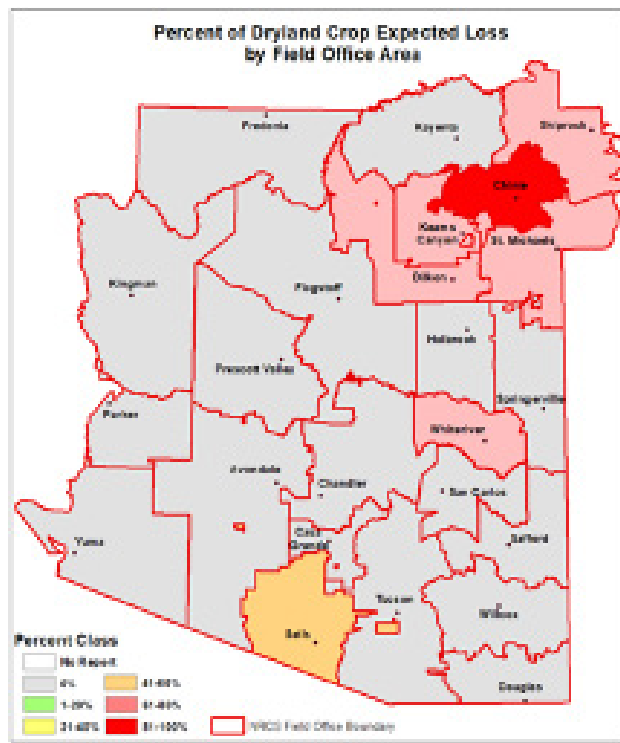 Percent of Dryland Crop Expected Loss
by Field Office Area
Fredonia
Kayenta
Shiprock
Chinle
Keams
Canyon
St. Michaels
Dilkon
Kingman
Flagstaff
Holbrook
Prescott Valley
Springerville
Parker
Whiteriver
Avondale
Chandler
San Carlos
Casa
Grande
Safford
Yuma
Tucson
Willcox
Sells
Douglas
Percent Class
No Report
0%
41-60%
1-20%
61-80%
21-40%
81-100%
NRCS Field Office Boundary